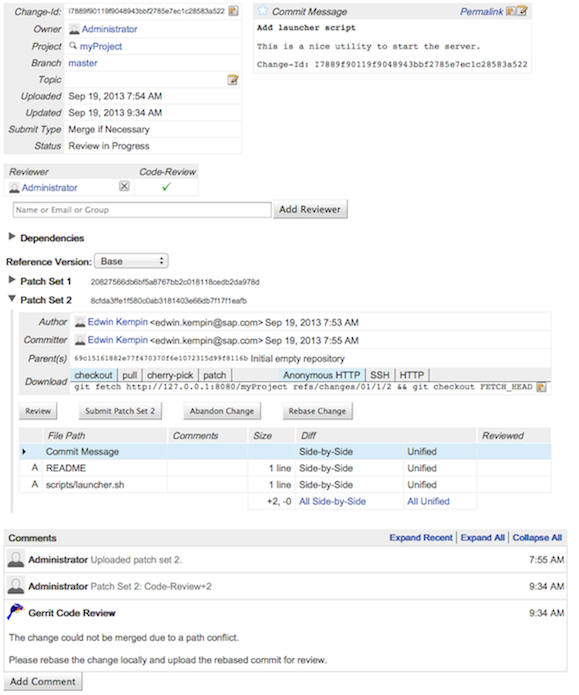 Change-Id: I7889f90119f9048943bbf2785e7ec1c28583a522
Owner Administrator
Project myProject
Branch master
Topic
Uploaded Sep 19, 2013 7:54 AM
Updated Sep 19, 2013 9:34 AM
Submit Type Merge if Necessary
Status Review in Progress
Commit Message Permalink
Add launcher script
This is a nice utility to start the server.
Change-Id: I7889f90119f9048943bbf2785e7ec1c28583a522
Reviewer Code-Review
Administrator
Name or Email or Group Add Reviewer
Dependencies
Reference Version: Base
Patch Set 1 20827566db6bf5a8767bb2c018118cedb2da978d
Patch Set 2 8cfda3ffe1f580c0ab3181403e66db7f17f1eafb
Author Edwin Kempin <edwin.kempin@sap.com> Sep 19, 2013 7:53 AM
Committer Edwin Kempin <edwin.kempin@sap.com> Sep 19, 2013 7:55 AM
Parent(s) 69c15161882e77f470370f6e1072315d99f8116b Initial empty repository
Download checkout pull cherry-pick patch Anonymous HTTP SSH HTTP
git fetch http://127.0.0.1:8080/myProject refs/changes/01/1/2 && git checkout FETCH_HEAD
Review Submit Patch Set 2 Abandon Change Rebase Change
File Path Comments Size Diff Reviewed
Commit Message Side-by-Side Unified
A README 1 line Side-by-Side Unified
A scripts/launcher.sh 1 line Side-by-Side Unified
+2, -0 All Side-by-Side All Unified
Comments Expand Recent Expand All Collapse All
Administrator Uploaded patch set 2. 7:55 AM
Administrator Patch Set 2: Code-Review+2 9:34 AM
Gerrit Code Review 9:34 AM
The change could not be merged due to a path conflict.
Please rebase the change locally and upload the rebased commit for review.
Add Comment